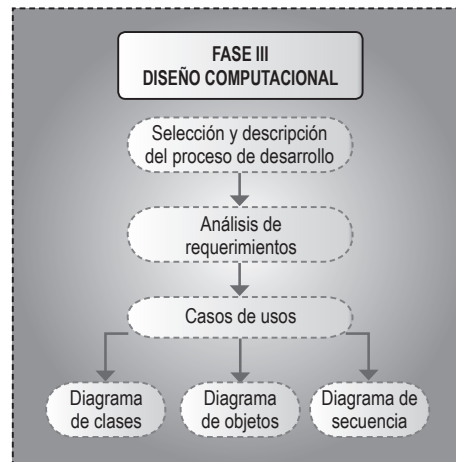 FASE III
DISEÑO COMPUTACIONAL
Selección y descripción
del proceso de desarrollo
Análisis de
requerimientos
Casos de usos
Diagrama
de clases
Diagrama
de objetos
Diagrama de
secuencia